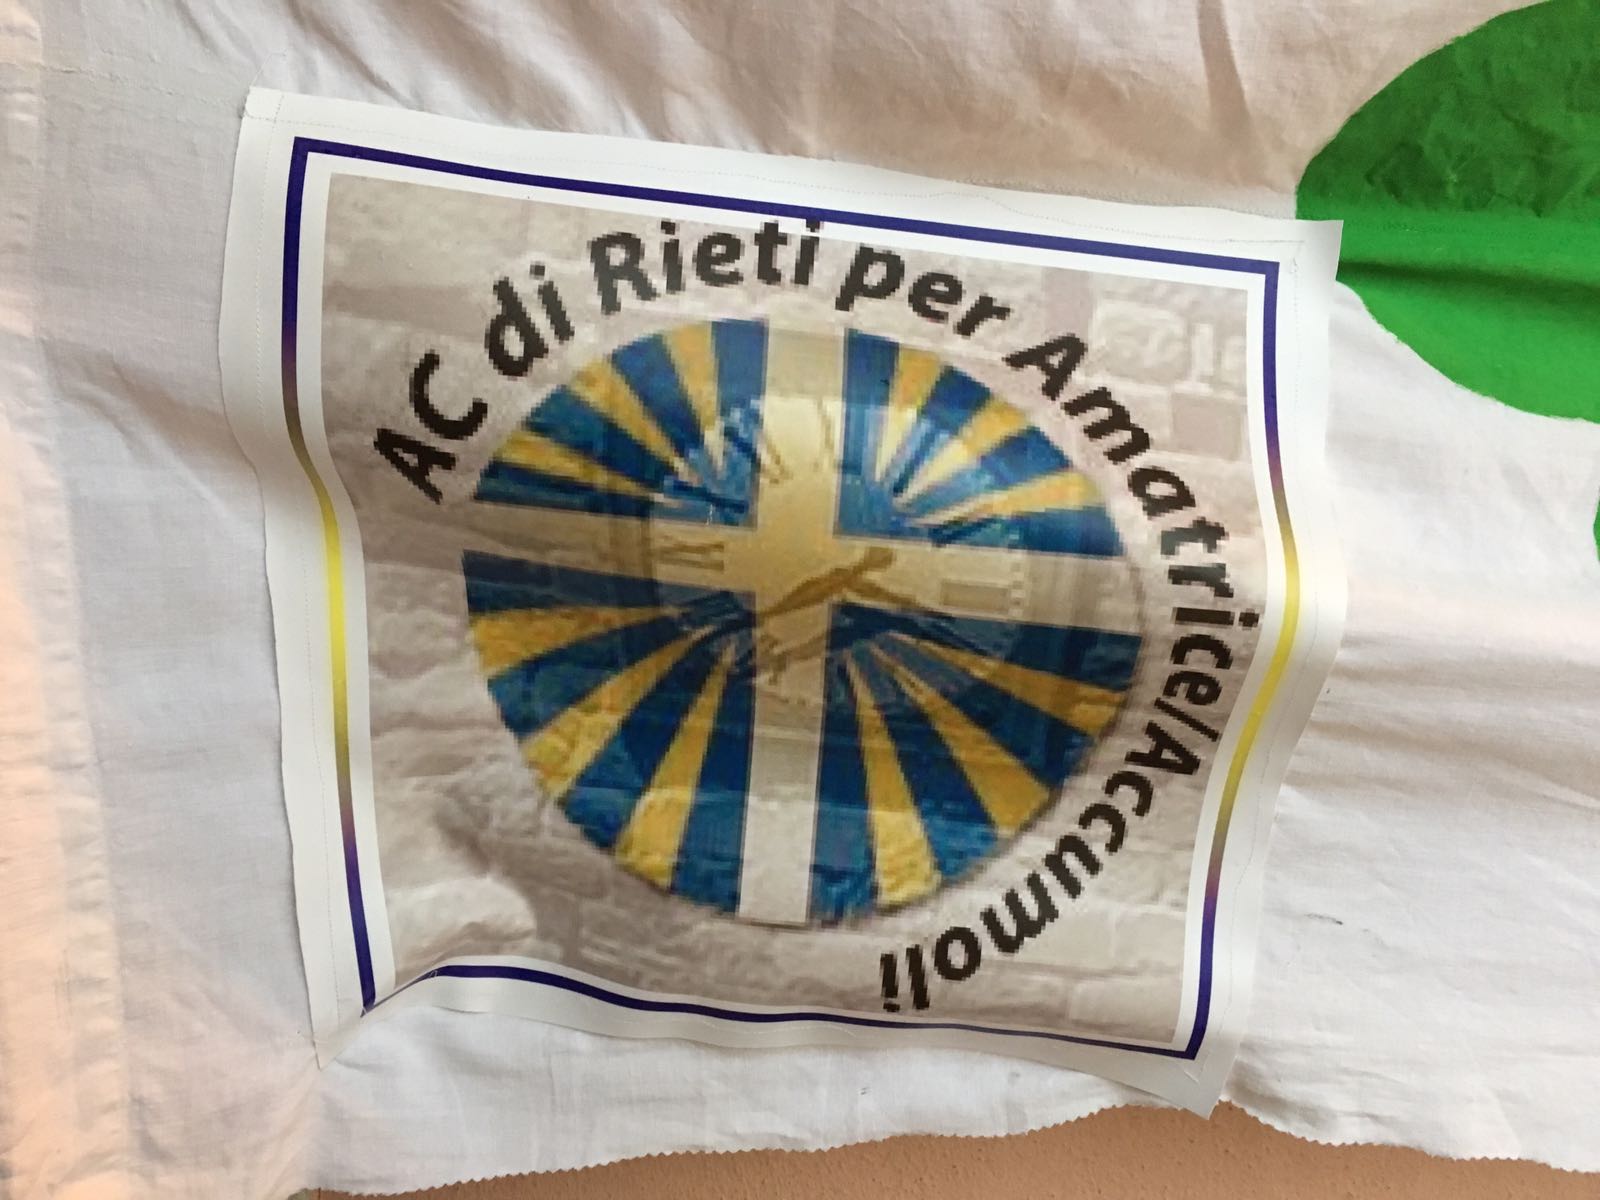 AC di Rieti per Amatrice/Accumoli